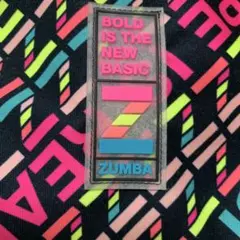 BOLD
IS THE
NEW
BASIC
Z
ZUMBA